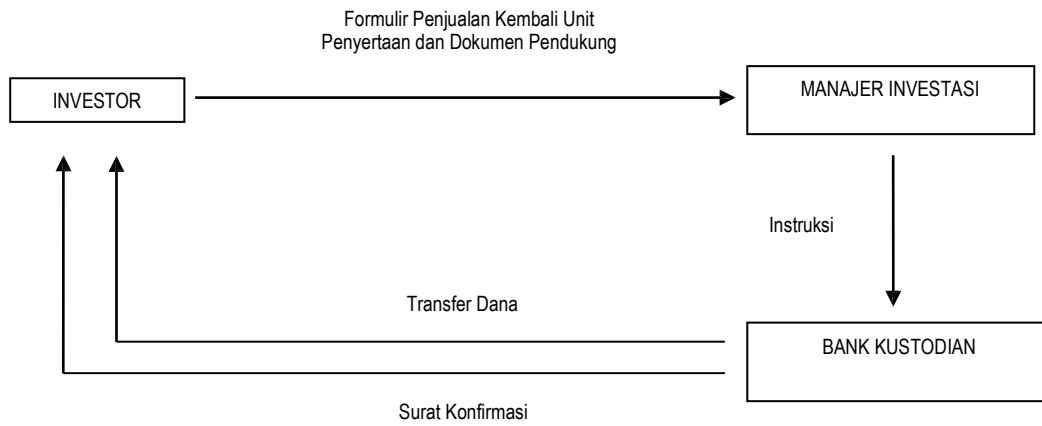 Formulir Penjualan Kembali Unit
Penyertaan dan Dokumen Pendukung
INVESTOR
MANAJER INVESTASI
Instruksi
Transfer Dana
BANK KUSTODIAN
Surat Konfirmasi